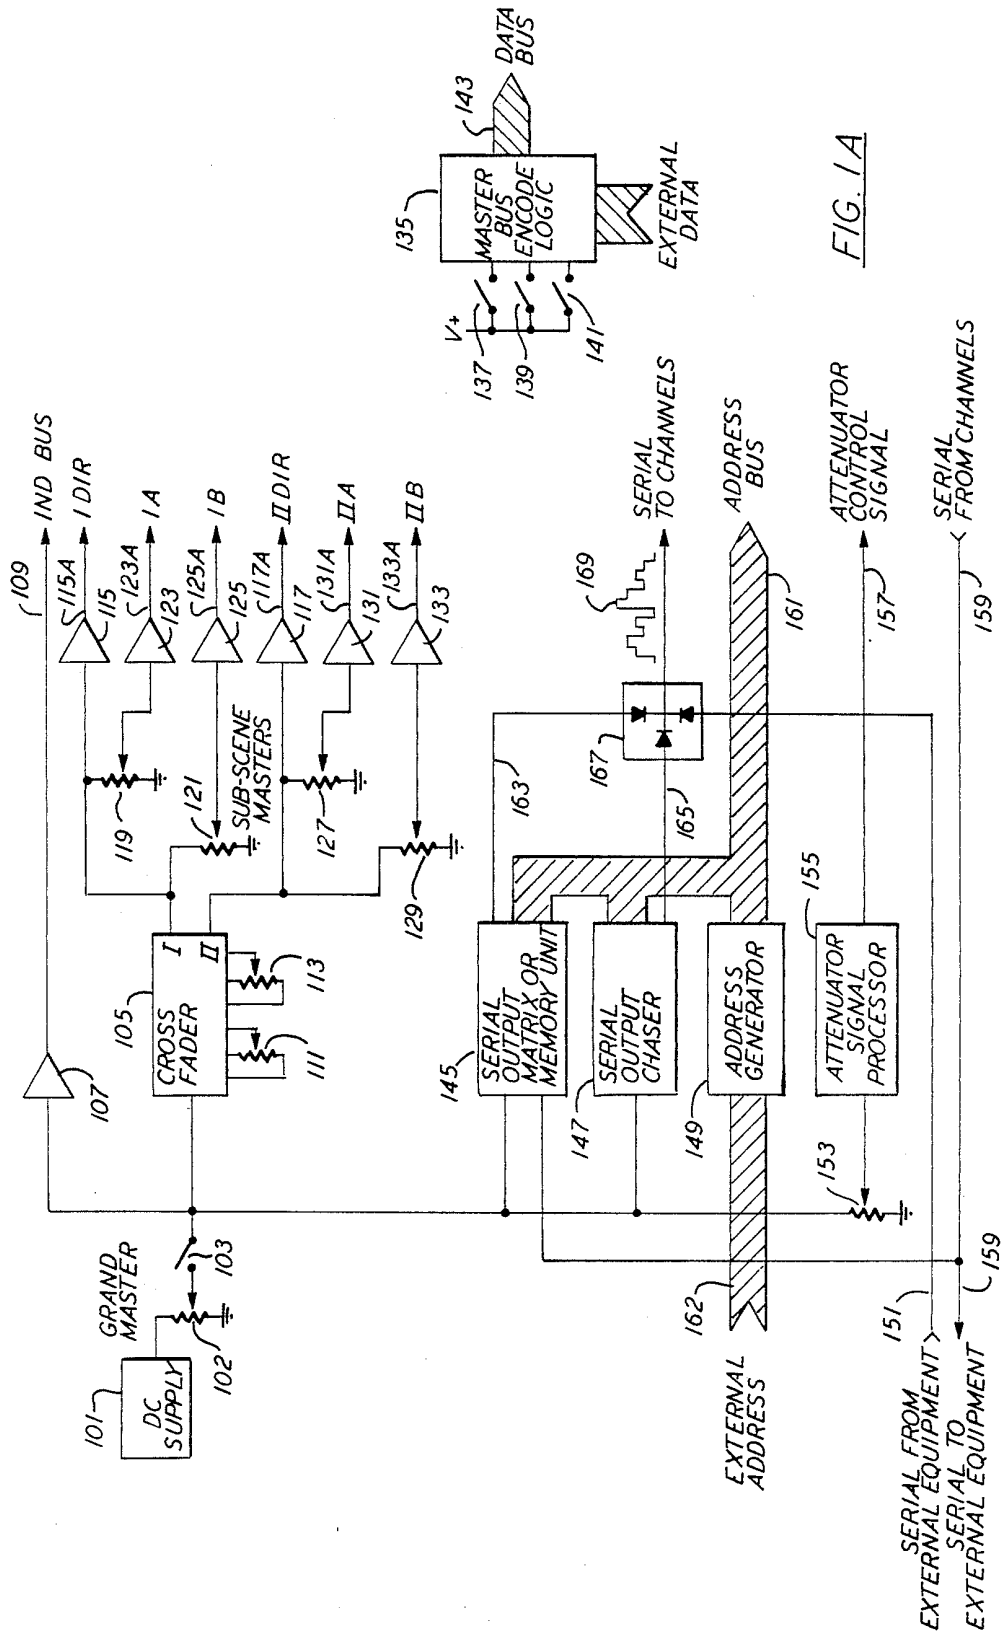 109
IND BUS
107
115A
115
I DIR
123A
123
I A
125A
125
I B
117A
117
II DIR
131A
131
II A
133A
133
II B
GRAND
MASTER
101
DC
SUPPLY
102
103
105
CROSS
FADER
I
II
111
113
119
121
SUB-SCENE
MASTERS
127
129
135
MASTER
BUS
ENCODE
LOGIC
V+
137
139
141
143
DATA
BUS
EXTERNAL
DATA
145
SERIAL
OUTPUT
MATRIX OR
MEMORY UNIT
147
SERIAL
OUTPUT
CHASER
149
ADDRESS
GENERATOR
155
ATTENUATOR
SIGNAL
PROCESSOR
153
163
165
167
169
SERIAL
TO CHANNELS
ADDRESS
BUS
161
162
EXTERNAL
ADDRESS
ATTENUATOR
CONTROL
SIGNAL
157
SERIAL
FROM CHANNELS
159
151
159
SERIAL FROM
EXTERNAL EQUIPMENT
SERIAL TO
EXTERNAL EQUIPMENT
FIG. 1A